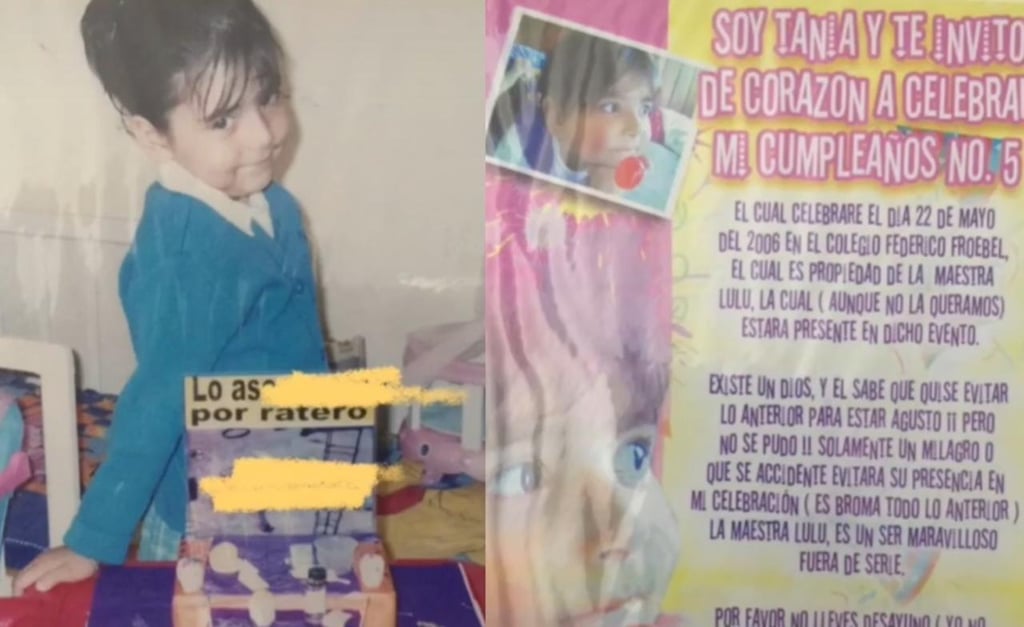 Lo
por ratero
SOY TANIA Y TE INVITO
DE CORAZON A CELEBRAR
MI CUMPLEAÑOS NO. 5
EL CUAL CELEBRARE EL DIA 22 DE MAYO
DEL 2006 EN EL COLEGIO FEDERICO FROEBEL,
EL CUAL ES PROPIEDAD DE LA MAESTRA
LULU, LA CUAL ( AUNQUE NO LA QUERAMOS)
ESTARA PRESENTE EN DICHO EVENTO.
EXISTE UN DIOS, Y EL SABE QUE QUISE EVITAR
LO ANTERIOR PARA ESTAR AGUSTO ¡¡ PERO
NO SE PUDO !! SOLAMENTE UN MILAGRO O
QUE SE ACCIDENTE EVITARA SU PRESENCIA EN
MI CELEBRACIÓN ( ES BROMA TODO LO ANTERIOR )
LA MAESTRA LULU, ES UN SER MARAVILLOSO
FUERA DE SERIE.
POR FAVOR NO LLEVES DESAYUNO ( YO NO